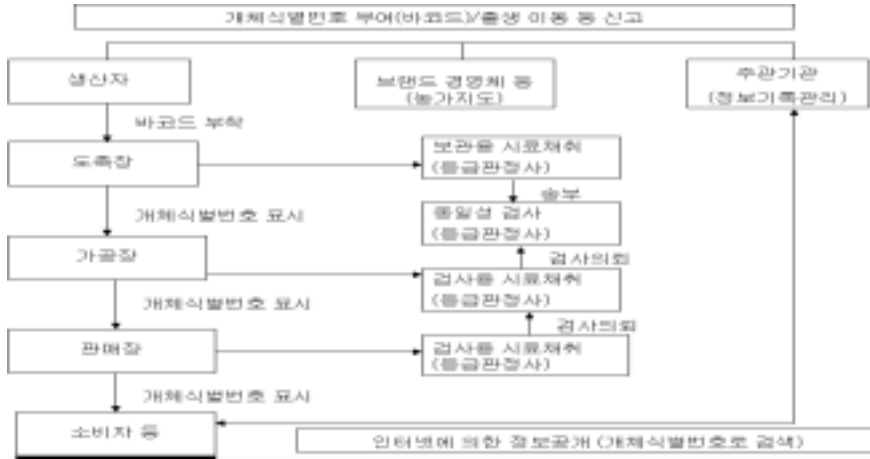 개체식별번호 부여(바코드)/출생 이동 등 신고
생산자
브랜드 경영체 등
(농가지도)
주관기관
(정보기록관리)
바코드 부착
도축장
보관용 시료채취
(등급판정사)
송부
개체식별번호 표시
동일성 검사
(등급판정사)
가공장
검사의뢰
검사용 시료채취
(등급판정사)
개체식별번호 표시
검사의뢰
판매장
검사용 시료채취
(등급판정사)
개체식별번호 표시
소비자 등
인터넷에 의한 정보공개 (개체식별번호로 검색)